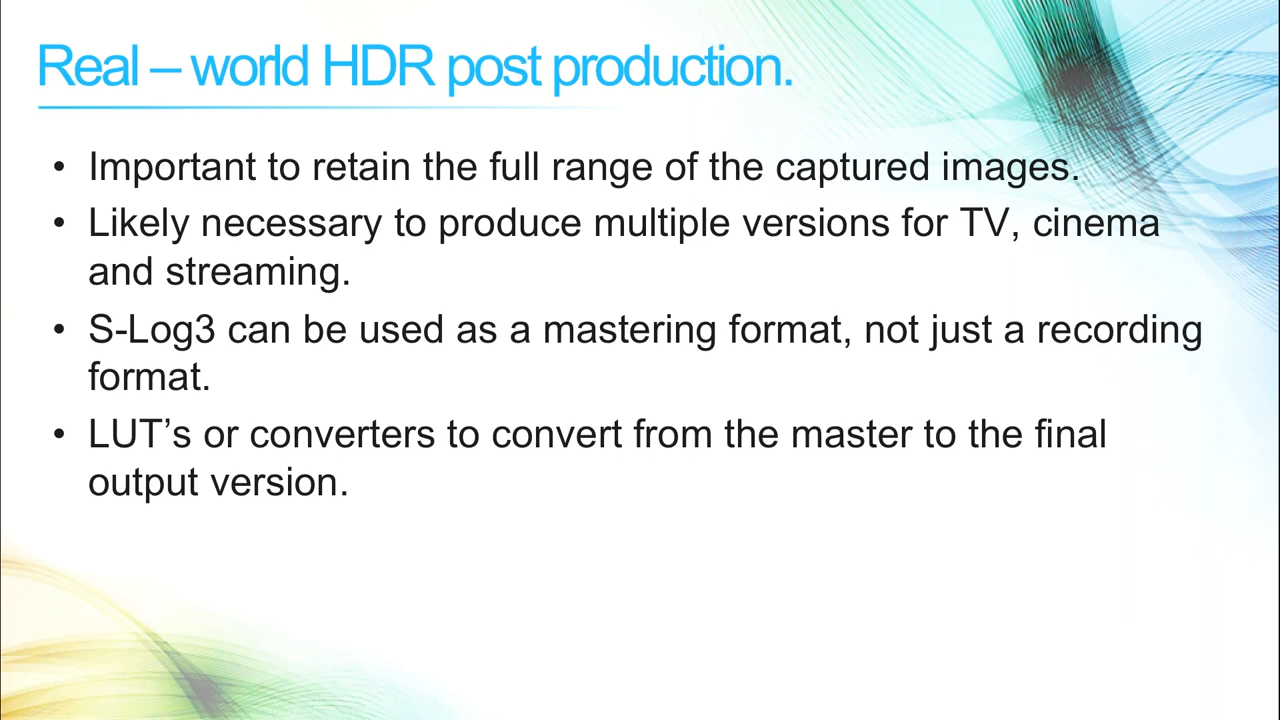 Real – world HDR post production.
• Important to retain the full range of the captured images.
• Likely necessary to produce multiple versions for TV, cinema
and streaming.
• S-Log3 can be used as a mastering format, not just a recording
format.
• LUT’s or converters to convert from the master to the final
output version.